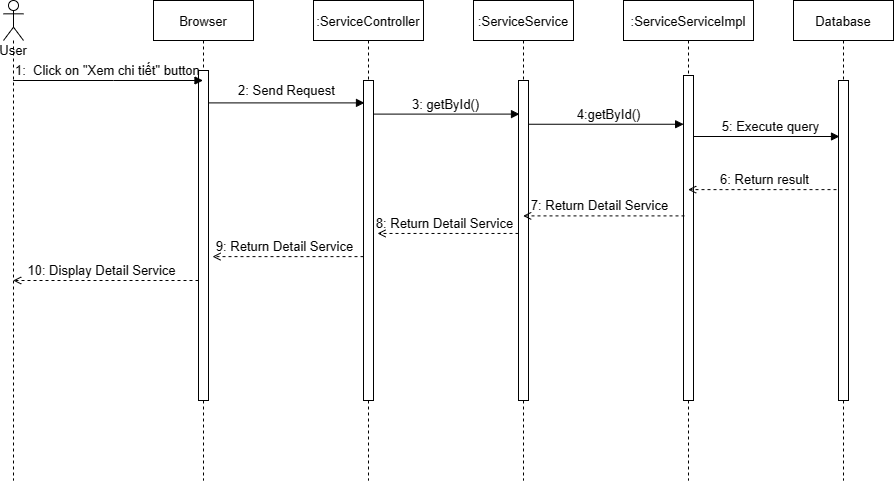 Browser
:ServiceController
:ServiceService
:ServiceServiceImpl
Database
User
1: Click on "Xem chi tiết" button
2: Send Request
3: getById()
4:getById()
5: Execute query
6: Return result
7: Return Detail Service
8: Return Detail Service
9: Return Detail Service
10: Display Detail Service